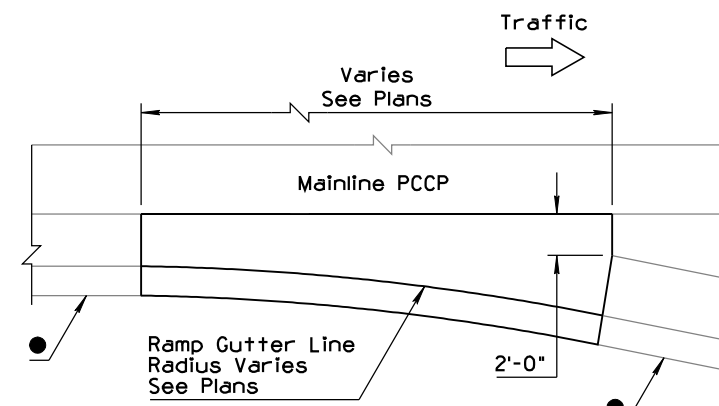 Traffic
Varies
See Plans
Mainline PCCP
Ramp Gutter Line
Radius Varies
See Plans
2'-0"